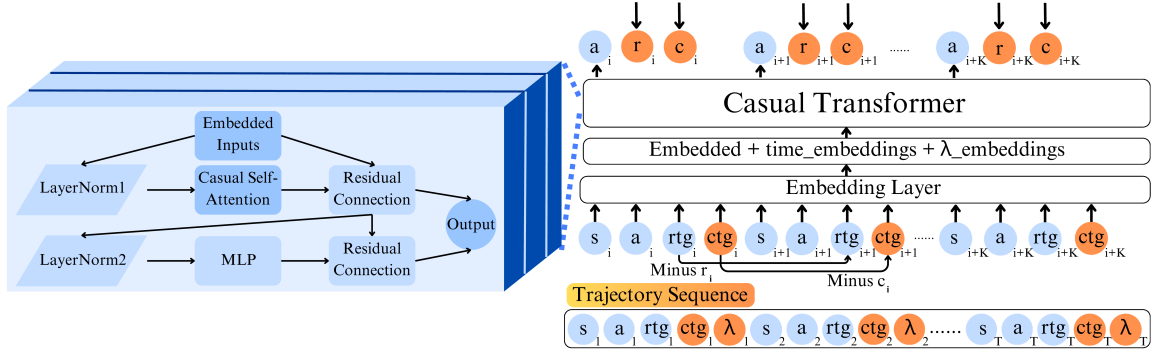 a i r i c i a i+1 r i+1 c i+1 ...... a i+K r i+K c i+K
Casual Transformer
Embedded + time_embeddings + λ_embeddings
Embedding Layer
s i a i rtg i ctg i s i+1 a i+1 rtg i+1 ctg i+1 ...... s i+K a i+K rtg i+K ctg i+K
Minus r i
Minus c i
Trajectory Sequence
s 1 a 1 rtg 1 ctg 1 λ 1 s 2 a 2 rtg 2 ctg 2 λ 2 ...... s T a T rtg T ctg T λ T
Embedded
Inputs
LayerNorm1
Casual Self-
Attention
Residual
Connection
Output
LayerNorm2
MLP
Residual
Connection